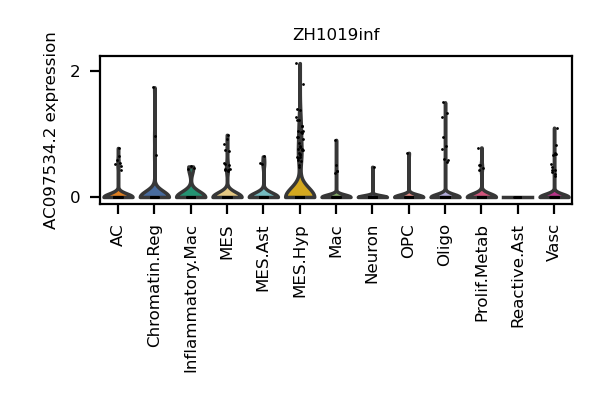 ZH1019inf
AC097534.2 expression
2
0
AC
Chromatin.Reg
Inflammatory.Mac
MES
MES.Ast
MES.Hyp
Mac
Neuron
OPC
Oligo
Prolif.Metab
Reactive.Ast
Vasc